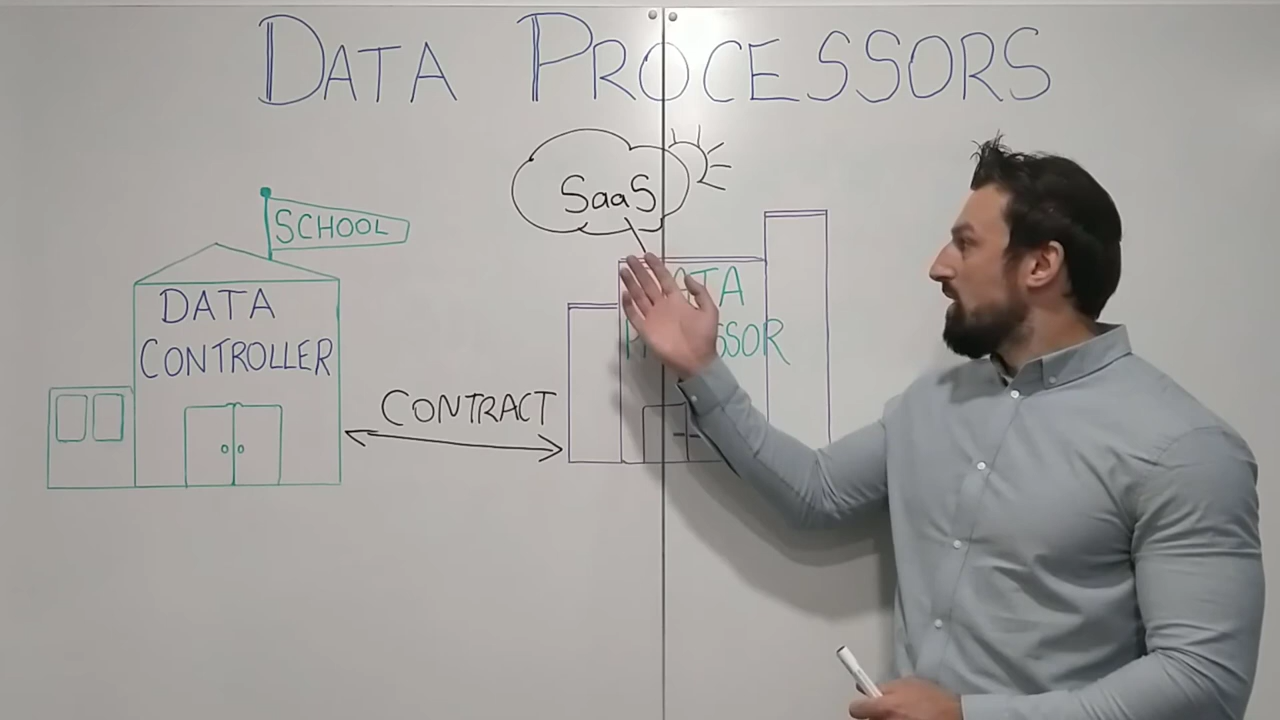 DATA PROCESSORS
SaaS
SCHOOL
DATA
CONTROLLER
CONTRACT